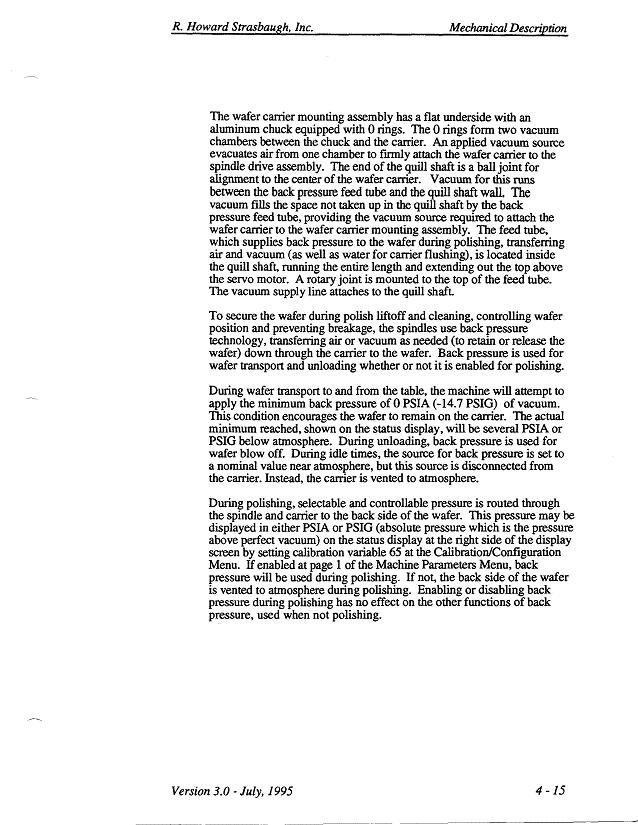 R. Howard Strasbaugh, Inc. Mechanical Description
The wafer carrier mounting assembly has a flat underside with an
aluminum chuck equipped with 0 rings. The 0 rings form two vacuum
chambers between the chuck and the carrier. An applied vacuum source
evacuates air from one chamber to firmly attach the wafer carrier to the
spindle drive assembly. The end of the quill shaft is a ball joint for
alignment to the center of the wafer carrier. Vacuum for this runs
between the back pressure feed tube and the quill shaft wall. The
vacuum fills the space not taken up in the quill shaft by the back
pressure feed tube, providing the vacuum source required to attach the
wafer carrier to the wafer carrier mounting assembly. The feed tube,
which supplies back pressure to the wafer during polishing, transferring
air and vacuum (as well as water for carrier flushing), is located inside
the quill shaft, running the entire length and extending out the top above
the servo motor. A rotary joint is mounted to the top of the feed tube.
The vacuum supply line attaches to the quill shaft.
To secure the wafer during polish liftoff and cleaning, controlling wafer
position and preventing breakage, the spindles use back pressure
technology, transferring air or vacuum as needed (to retain or release the
wafer) down through the carrier to the wafer. Back pressure is used for
wafer transport and unloading whether or not it is enabled for polishing.
During wafer transport to and from the table, the machine will attempt to
apply the minimum back pressure of 0 PSIA (-14.7 PSIG) of vacuum.
This condition encourages the wafer to remain on the carrier. The actual
minimum reached, shown on the status display, will be several PSIA or
PSIG below atmosphere. During unloading, back pressure is used for
wafer blow off. During idle times, the source for back pressure is set to
a nominal value near atmosphere, but this source is disconnected from
the carrier. Instead, the carrier is vented to atmosphere.
During polishing, selectable and controllable pressure is routed through
the spindle and carrier to the back side of the wafer. This pressure may be
displayed in either PSIA or PSIG (absolute pressure which is the pressure
above perfect vacuum) on the status display at the right side of the display
screen by setting calibration variable 65 at the Calibration/Configuration
Menu. If enabled at page 1 of the Machine Parameters Menu, back
pressure will be used during polishing. If not, the back side of the wafer
is vented to atmosphere during polishing. Enabling or disabling back
pressure during polishing has no effect on the other functions of back
pressure, used when not polishing.
Version 3.0 - July, 1995 4 - 15